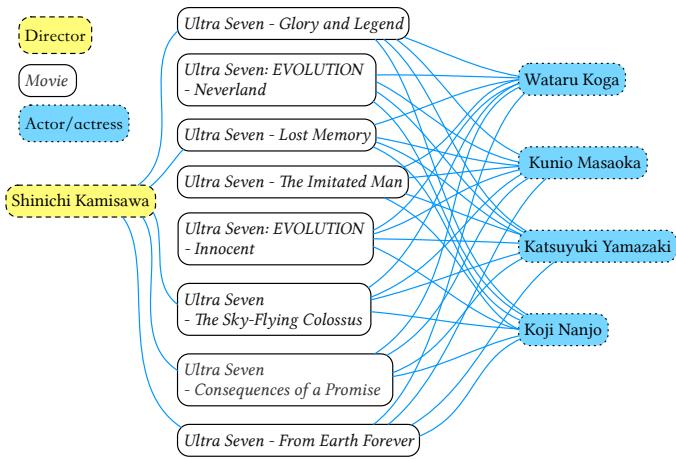 Director
Movie
Actor/actress
Shinichi Kamisawa
Ultra Seven - Glory and Legend
Ultra Seven: EVOLUTION
- Neverland
Ultra Seven - Lost Memory
Ultra Seven - The Imitated Man
Ultra Seven: EVOLUTION
- Innocent
Ultra Seven
- The Sky-Flying Colossus
Ultra Seven
- Consequences of a Promise
Ultra Seven - From Earth Forever
Wataru Koga
Kunio Masaoka
Katsuyuki Yamazaki
Koji Nanjo